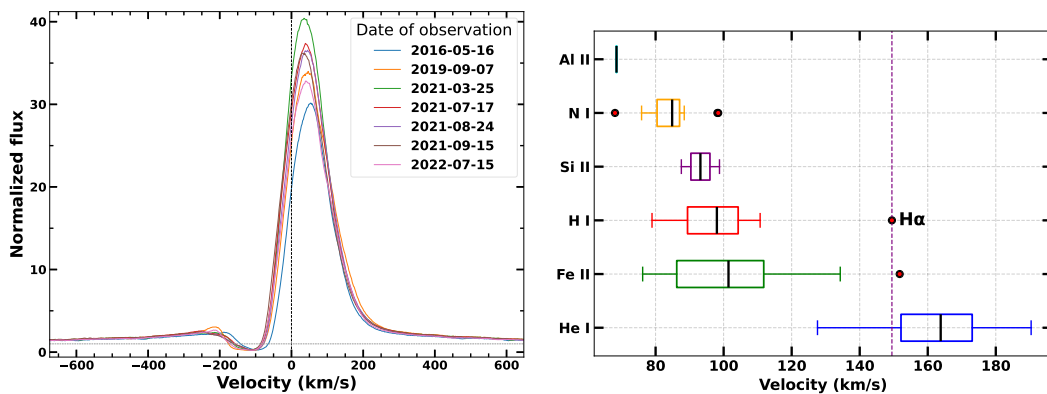 Date of observation
2016-05-16
2019-09-07
2021-03-25
2021-07-17
2021-08-24
2021-09-15
2022-07-15
Normalized flux
40
30
20
10
0
−600
−400
−200
0
200
400
600
Velocity (km/s)
Al II
N I
Si II
H I
Fe II
He I
Hα
80
100
120
140
160
180
Velocity (km/s)